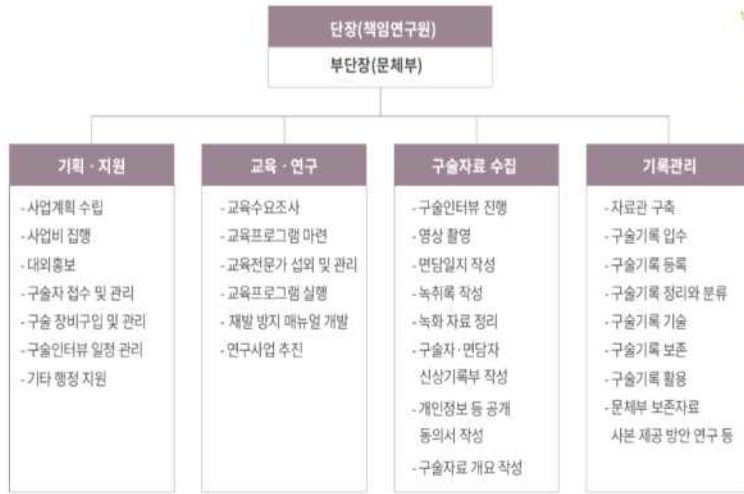 단장(책임연구원)
부단장(문체부)
기획 · 지원
- 사업계획 수립
- 사업비 집행
- 대외홍보
- 구술자 접수 및 관리
- 구술 장비구입 및 관리
- 구술인터뷰 일정 관리
- 기타 행정 지원
교육 · 연구
- 교육수요조사
- 교육프로그램 마련
- 교육전문가 섭외 및 관리
- 교육프로그램 실행
- 재발 방지 매뉴얼 개발
- 연구사업 추진
구술자료 수집
- 구술인터뷰 진행
- 영상 촬영
- 면담일지 작성
- 녹취록 작성
- 녹화 자료 정리
- 구술자·면담자
신상기록부 작성
- 개인정보 등 공개
동의서 작성
- 구술자료 개요 작성
기록관리
- 자료관 구축
- 구술기록 입수
- 구술기록 등록
- 구술기록 정리와 분류
- 구술기록 기술
- 구술기록 보존
- 구술기록 활용
- 문체부 보존자료
사본 제공 방안 연구 등